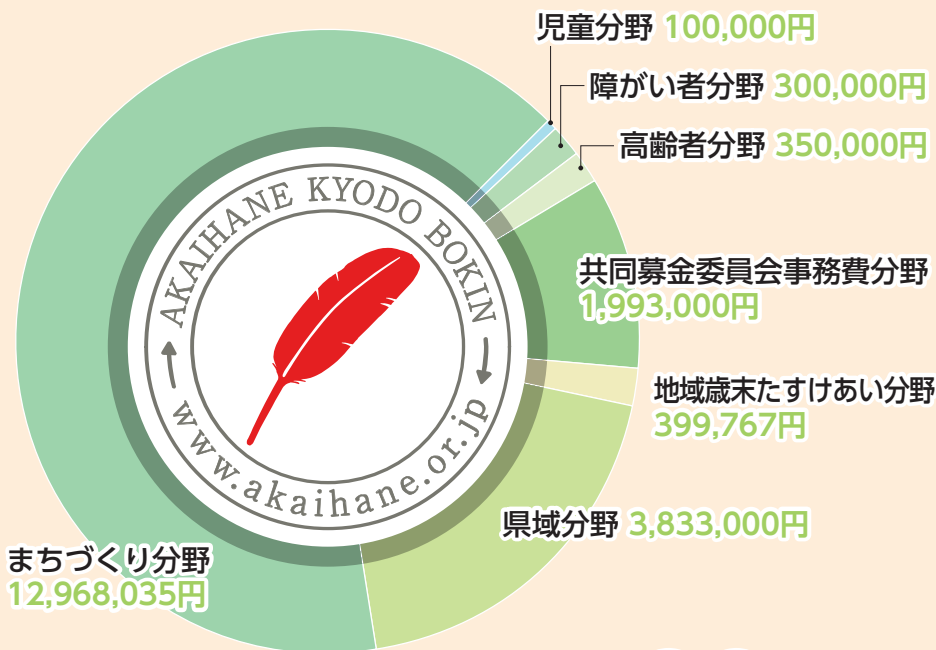 児童分野 100,000円
障がい者分野 300,000円
高齢者分野 350,000円
共同募金委員会事務費分野
1,993,000円
地域歳末たすけあい分野
399,767円
県域分野 3,833,000円
まちづくり分野
12,968,035円
AKAIHANE KYODO BOKIN
www.akaihane.or.jp